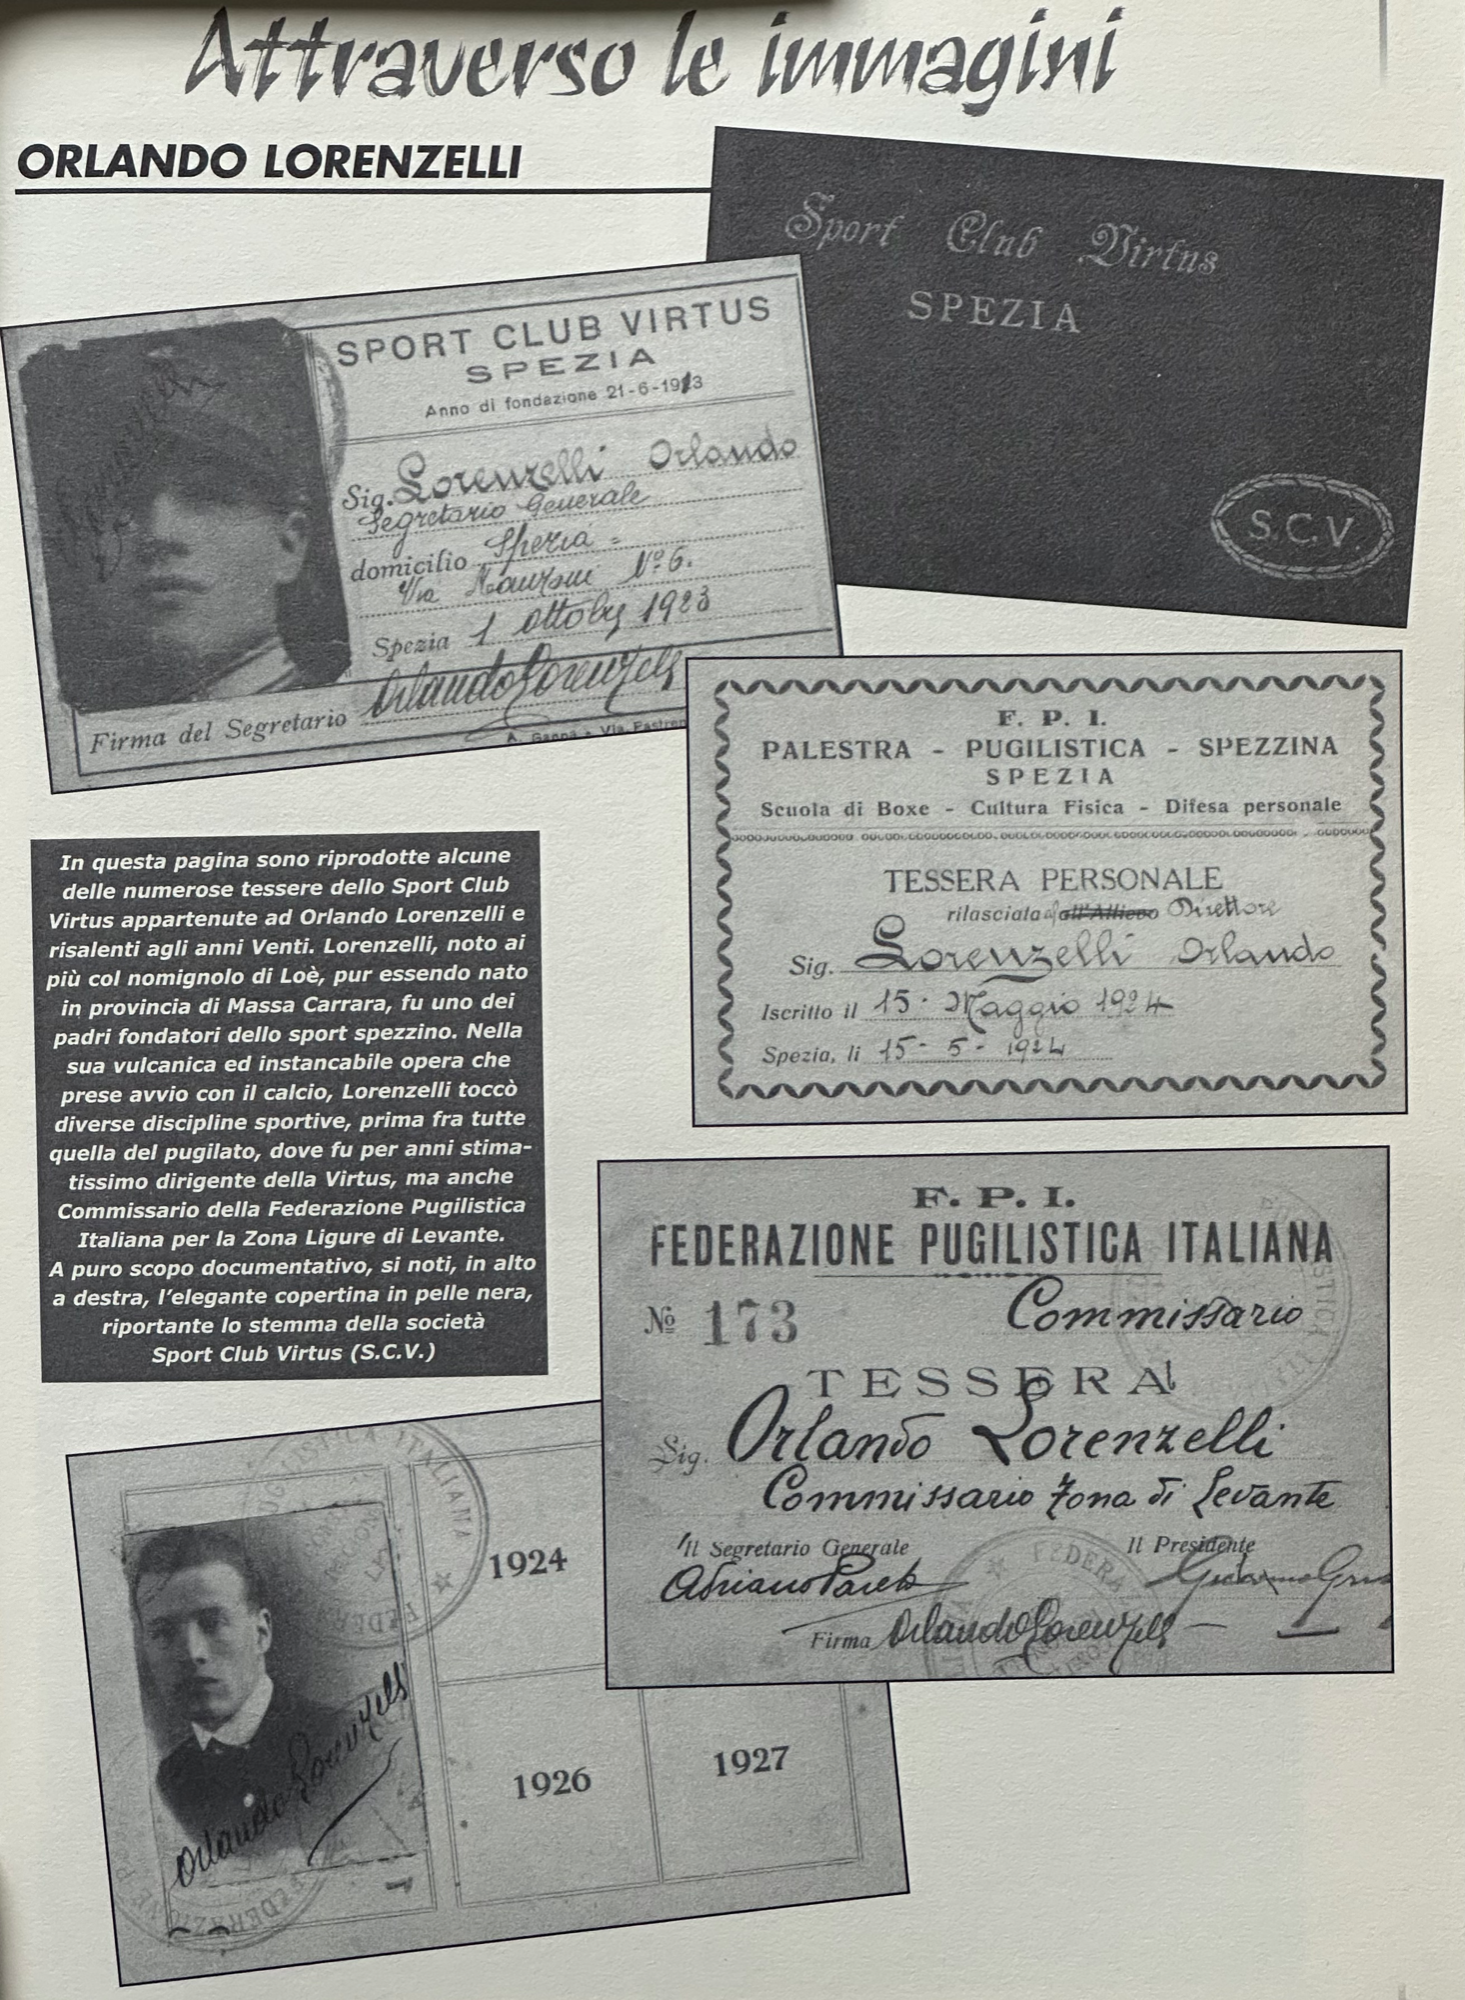 Attraverso le immagini
ORLANDO LORENZELLI
Sport Club Virtus
SPEZIA
S.C.V
SPORT CLUB VIRTUS
SPEZIA
Anno di fondazione 21-6-1913
Sig. Lorenzelli Orlando
Segretario Generale
domicilio Spezia =
Via Manzoni Nº 6.
Spezia 1 ottobre 1923
Orlando Lorenzelli
Firma del Segretario
F. P. I.
PALESTRA - PUGILISTICA - SPEZZINA
SPEZIA
Scuola di Boxe - Cultura Fisica - Difesa personale
TESSERA PERSONALE
rilasciata all'Allievo Direttore
Sig. Lorenzelli Orlando
Iscritto il 15. Maggio 1924
Spezia, li 15 - 5 - 1924
In questa pagina sono riprodotte alcune
delle numerose tessere dello Sport Club
Virtus appartenute ad Orlando Lorenzelli e
risalenti agli anni Venti. Lorenzelli, noto ai
più col nomignolo di Loè, pur essendo nato
in provincia di Massa Carrara, fu uno dei
padri fondatori dello sport spezzino. Nella
sua vulcanica ed instancabile opera che
prese avvio con il calcio, Lorenzelli toccò
diverse discipline sportive, prima fra tutte
quella del pugilato, dove fu per anni stima-
tissimo dirigente della Virtus, ma anche
Commissario della Federazione Pugilistica
Italiana per la Zona Ligure di Levante.
A puro scopo documentativo, si noti, in alto
a destra, l'elegante copertina in pelle nera,
riportante lo stemma della società
Sport Club Virtus (S.C.V.)
F. P. I.
FEDERAZIONE PUGILISTICA ITALIANA
Nº 173 Commissario
TESSERA
Sig. Orlando Lorenzelli
Commissario Zona di Levante
Il Segretario Generale Il Presidente
Adriano
Firma Orlando Lorenzelli
1924
1926
1927
Orlando Lorenzelli